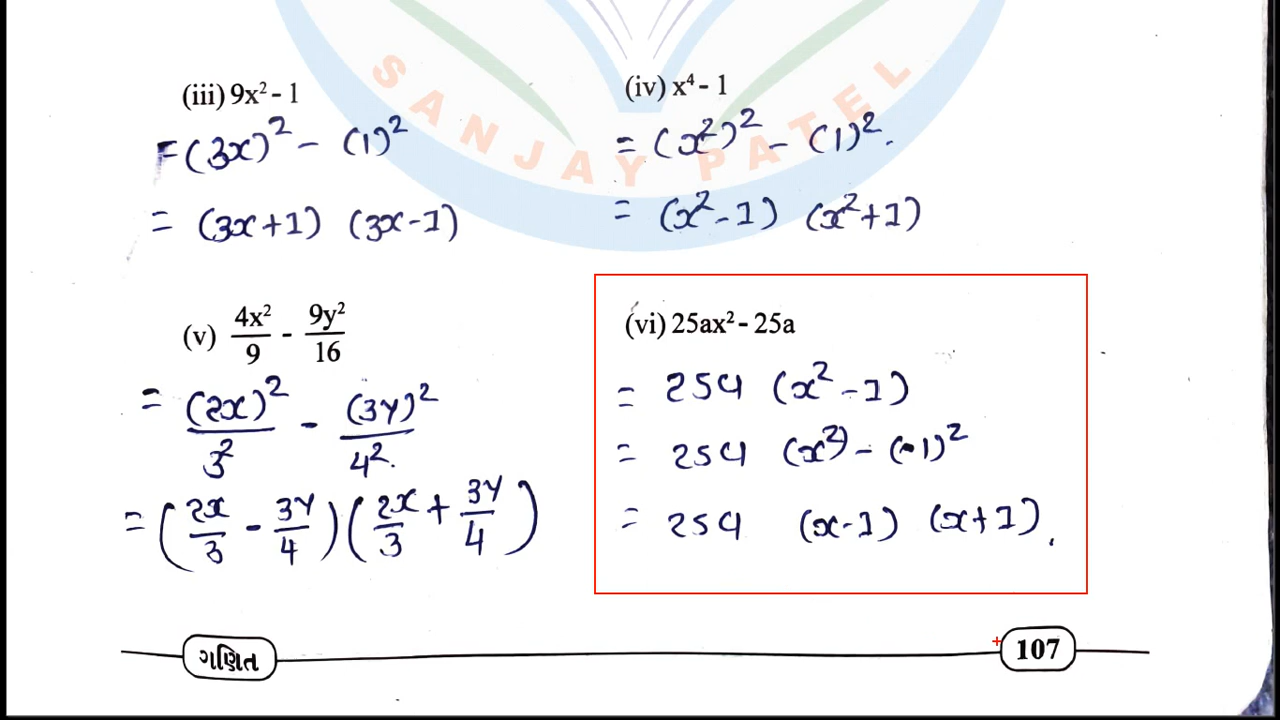 SANJAY PATEL
(iii) 9x² - 1
= (3x)² - (1)²
= (3x+1) (3x-1)
(iv) x⁴ - 1
= (x²)² - (1)².
= (x²-1) (x²+1)
(v) 4x²/9 - 9y²/16
= (2x)²/3² - (3y)²/4².
= (2x/3 - 3y/4) (2x/3 + 3y/4)
(vi) 25ax² - 25a
= 25a (x²-1)
= 25a (x²) - (1)²
= 25a (x-1) (x+1).
ગણિત
107